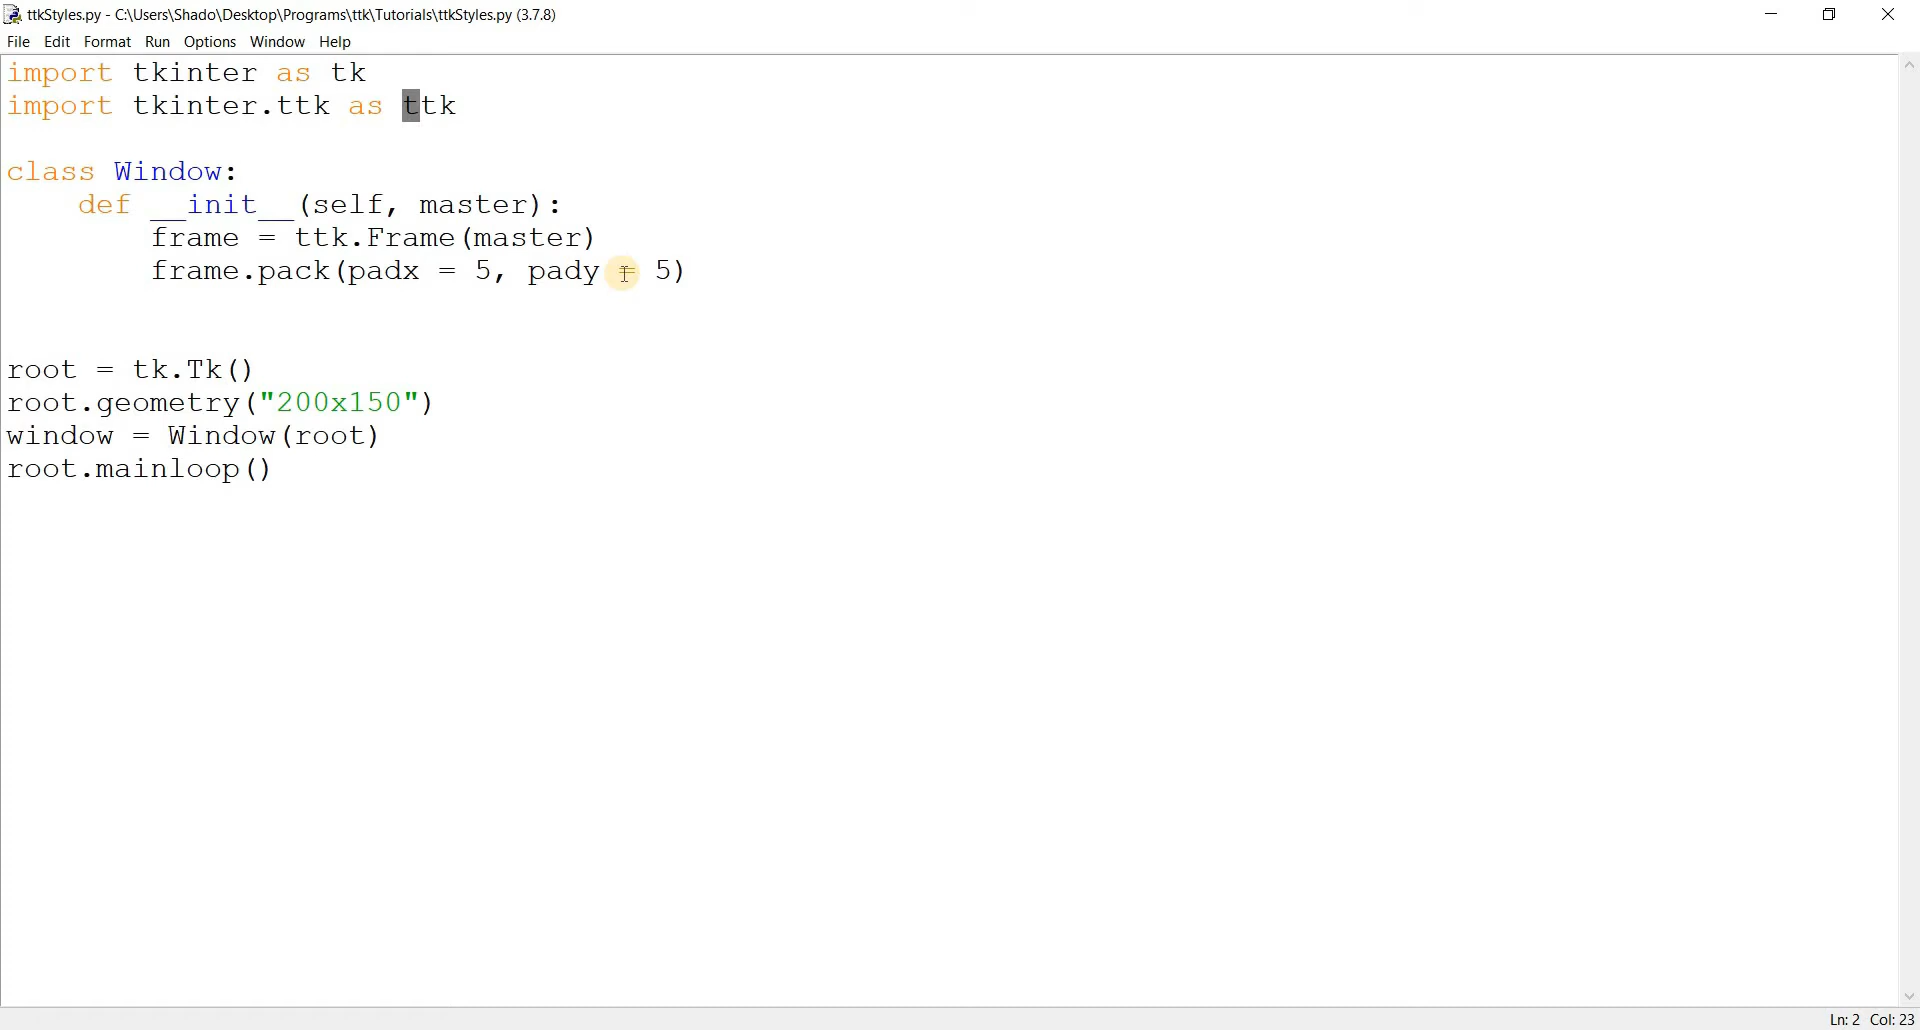 ttkStyles.py - C:\Users\Shado\Desktop\Programs\ttk\Tutorials\ttkStyles.py (3.7.8)
File Edit Format Run Options Window Help
import tkinter as tk
import tkinter.ttk as ttk
class Window:
    def __init__(self, master):
        frame = ttk.Frame(master)
        frame.pack(padx = 5, pady = 5)
root = tk.Tk()
root.geometry("200x150")
window = Window(root)
root.mainloop()
Ln: 2 Col: 23